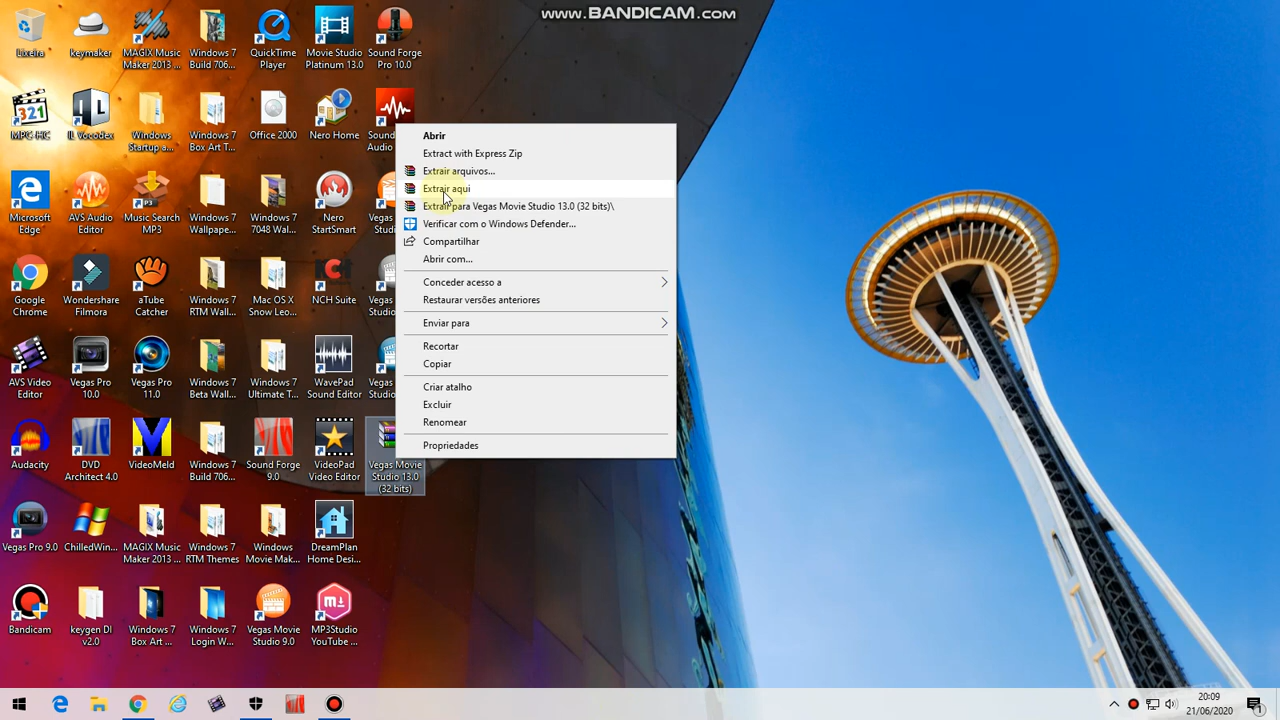 www.BANDICAM.com
Lixeira
keymaker
MAGIX Music
Maker 2013 ...
Windows 7
Build 706...
QuickTime
Player
Movie Studio
Platinum 13.0
Sound Forge
Pro 10.0
MPC-HC
IL Vocodex
Windows
Startup a...
Windows 7
Box Art T...
Office 2000
Nero Home
Sound
Audio
Microsoft
Edge
AVS Audio
Editor
Music Search
MP3
Windows 7
Wallpape...
Windows 7
7048 Wal...
Nero
StartSmart
Vegas
Studi
Google
Chrome
Wondershare
Filmora
aTube
Catcher
Windows 7
RTM Wall...
Mac OS X
Snow Leo...
NCH Suite
Vegas
Studio
AVS Video
Editor
Vegas Pro
10.0
Vegas Pro
11.0
Windows 7
Beta Wall...
Windows 7
Ultimate T...
WavePad
Sound Editor
Vegas
Studio
Audacity
DVD
Architect 4.0
VideoMeld
Windows 7
Build 706...
Sound Forge
9.0
VideoPad
Video Editor
Vegas Movie
Studio 13.0
(32 bits)
Vegas Pro 9.0
ChilledWin...
MAGIX Music
Maker 2013 ...
Windows 7
RTM Themes
Windows
Movie Mak...
DreamPlan
Home Desi...
Bandicam
keygen DI
v2.0
Windows 7
Box Art ...
Windows 7
Login W...
Vegas Movie
Studio 9.0
MP3Studio
YouTube ...
Abrir
Extract with Express Zip
Extrair arquivos...
Extrair aqui
Extrair para Vegas Movie Studio 13.0 (32 bits)\
Verificar com o Windows Defender...
Compartilhar
Abrir com...
Conceder acesso a
Restaurar versões anteriores
Enviar para
Recortar
Copiar
Criar atalho
Excluir
Renomear
Propriedades
20:09
21/06/2020
1